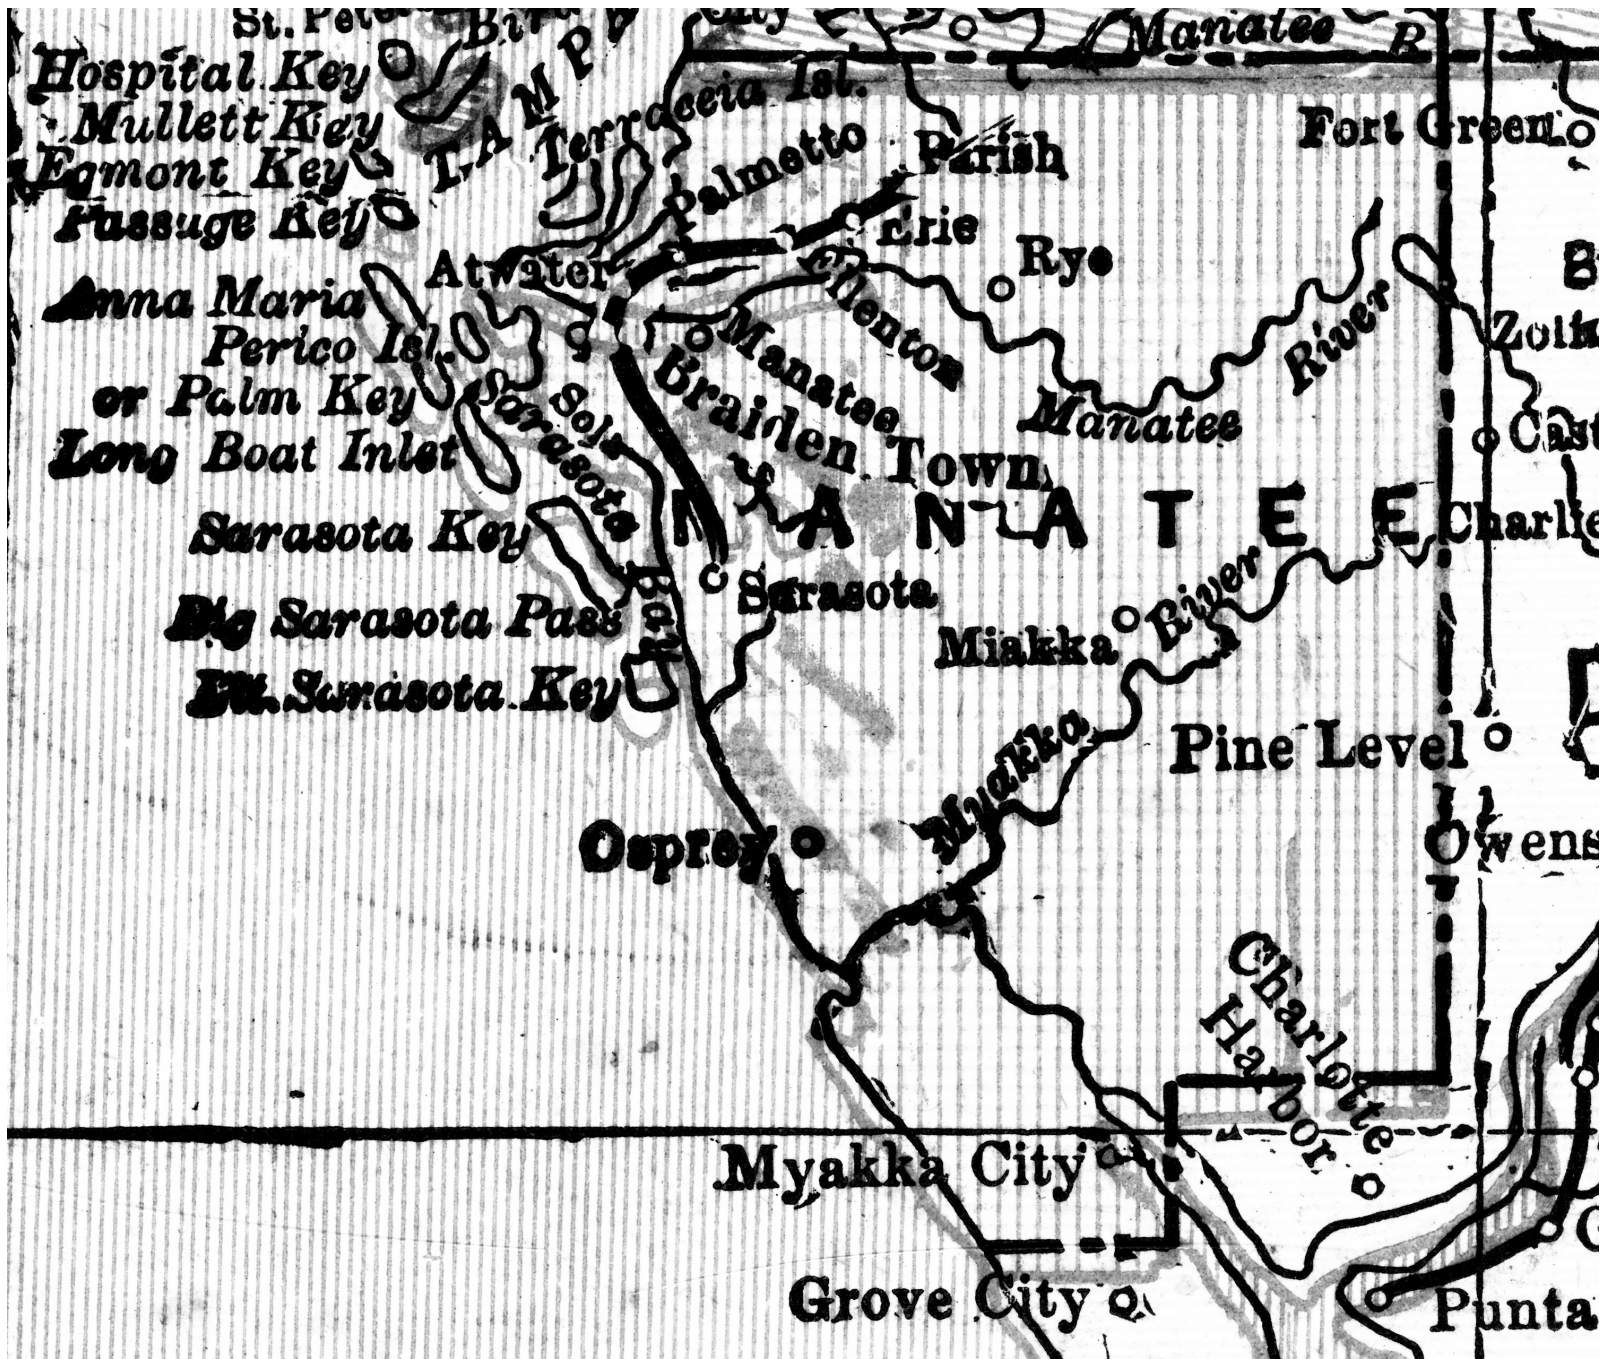 City
Manatee R.
Hospital Key
Mullett Key
Egmont Key
Passage Key
TAMPA
Terraceia Isl.
Palmetto
Parish
Fort Green
Erie
Rye
Atwater
Anna Maria
Ellenton
River
Perico Isl.
or Palm Key
Manatee
Manatee
Braiden Town
Long Boat Inlet
Sarasota
Bay
MANATEE
Charlie
Sarasota Key
Sarasota
River
Big Sarasota Pass
Miakka
Lit. Sarasota Key
Pine Level
Myakka
Osprey
Owens
Charlotte
Harbor
Myakka City
Grove City
Punta